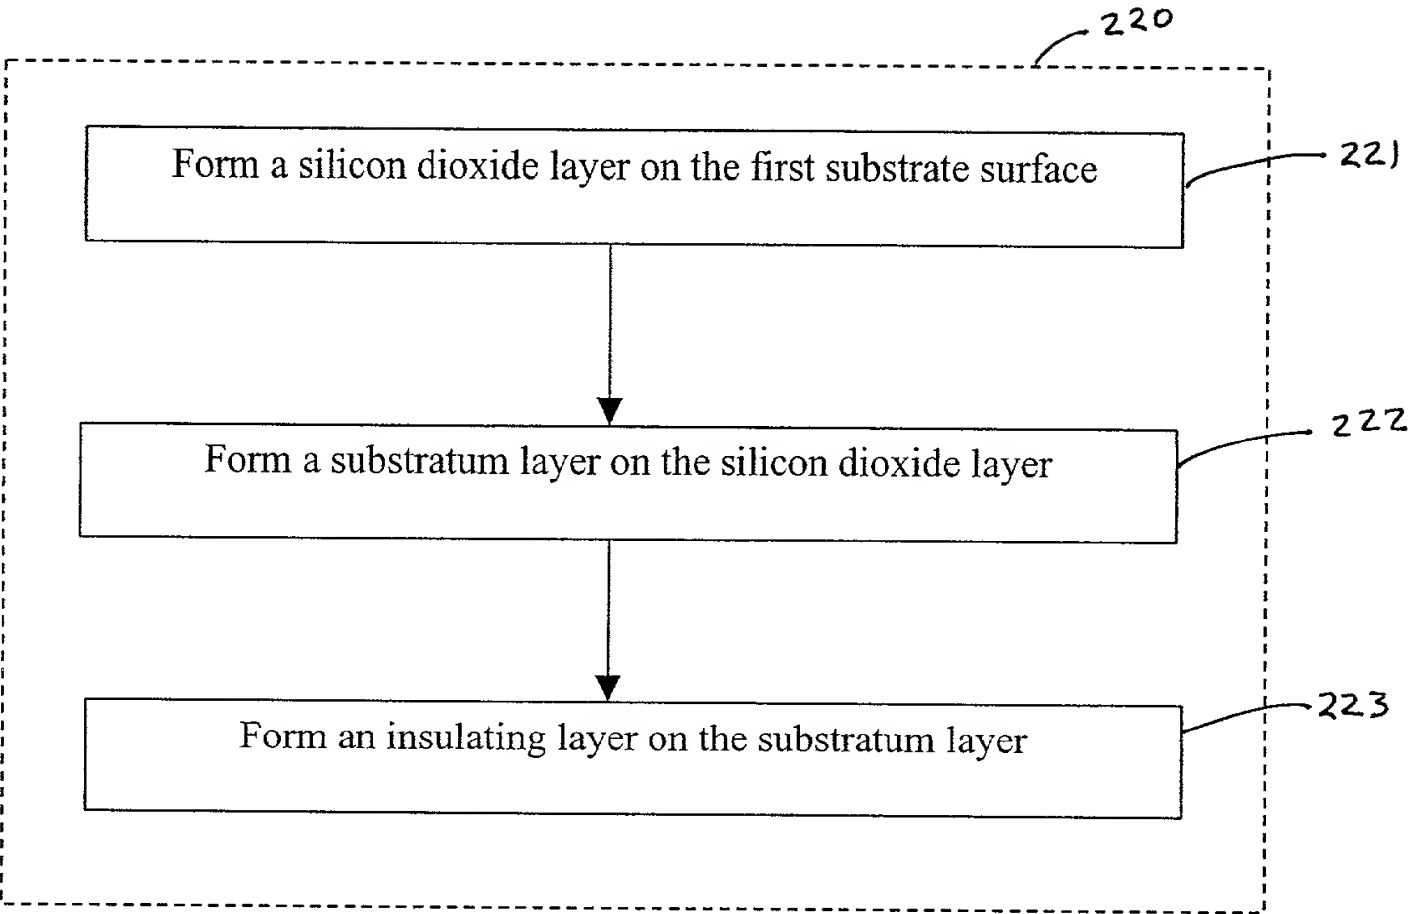 220
Form a silicon dioxide layer on the first substrate surface
221
Form a substratum layer on the silicon dioxide layer
222
Form an insulating layer on the substratum layer
223